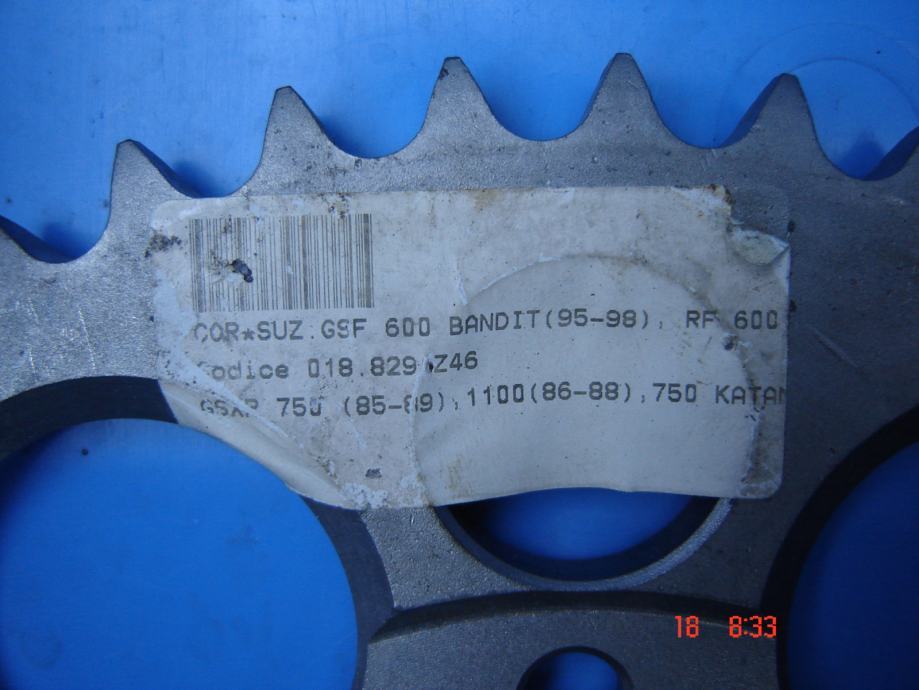 COR*SUZ.GSF 600 BANDIT(95-98), RF 600
Codice 018.829 Z46
GSXR 750 (85-89),1100(86-88),750 KATAN
18 8:33